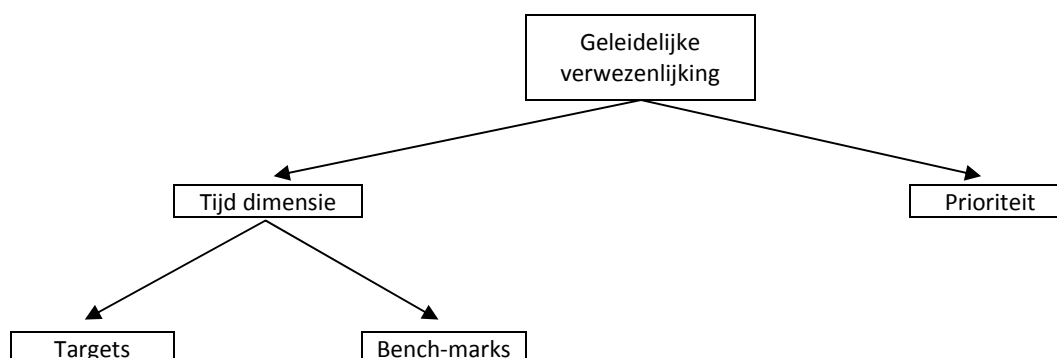 Geleidelijke
verwezenlijking
Tijd dimensie
Prioriteit
Targets
Bench-marks